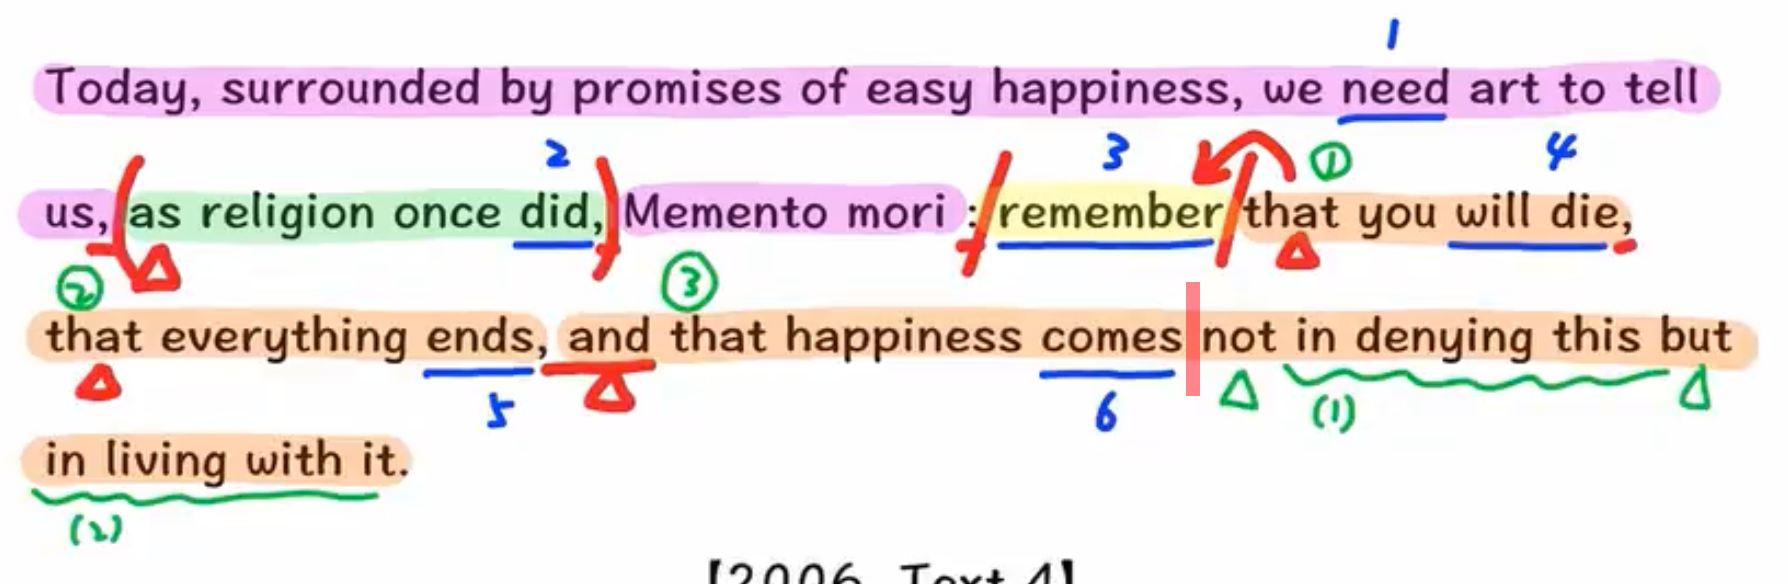 1
Today, surrounded by promises of easy happiness, we need art to tell
2 3 ① 4
us, (as religion once did,) Memento mori : / remember / that you will die,
② ③
that everything ends, and that happiness comes not in denying this but
5 6 (1)
in living with it.
(2)
【2006 Text 4】